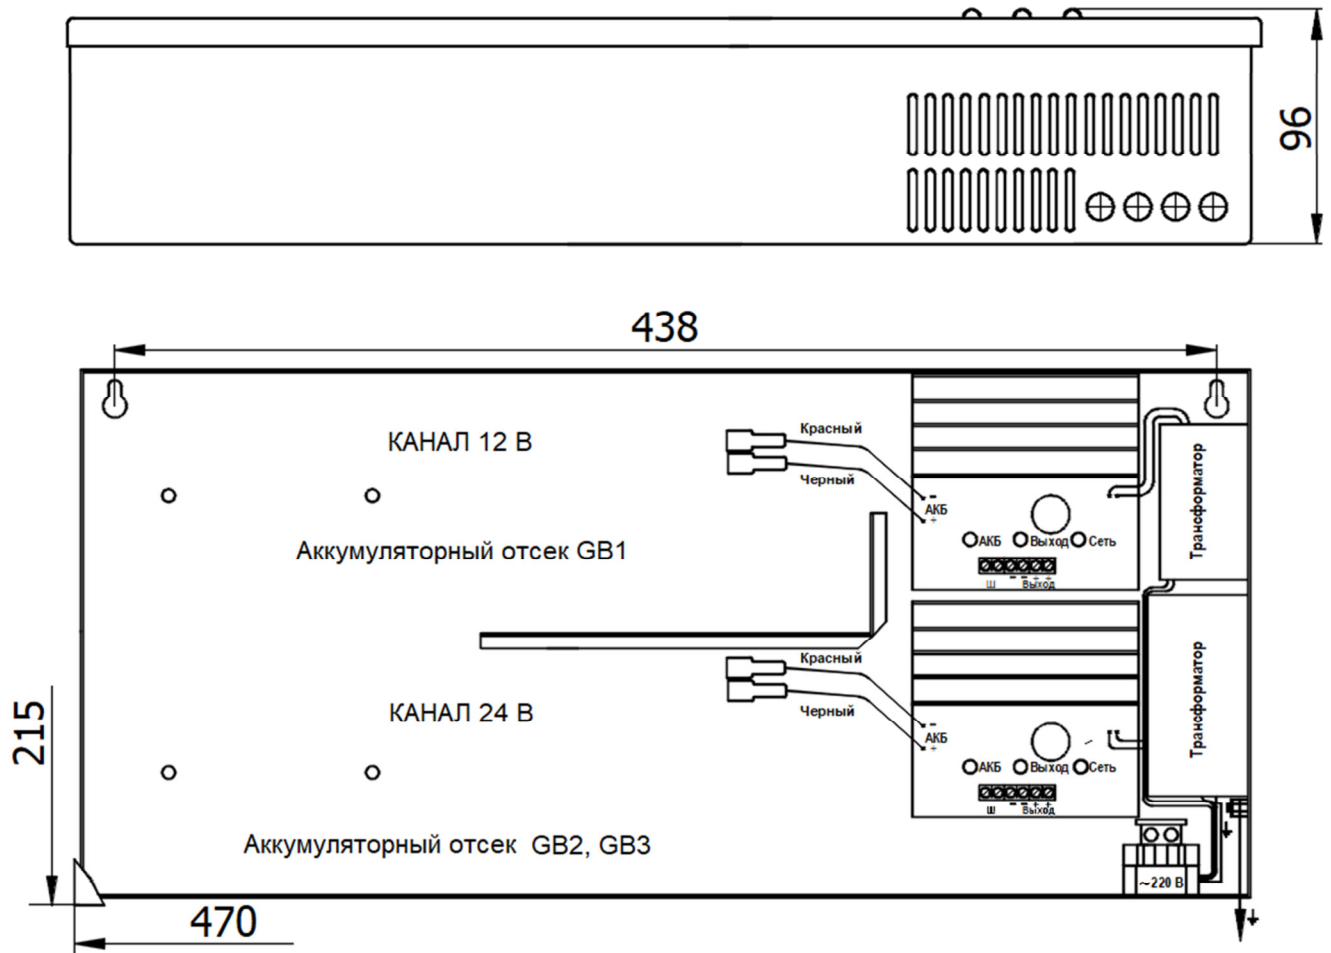 96
438
КАНАЛ 12 В
Красный
Черный
-
АКБ
+
Трансформатор
АКБ Выход Сеть
Аккумуляторный отсек GB1
- - + +
Ш Выход
Красный
Черный
КАНАЛ 24 В
-
АКБ
+
Трансформатор
215
АКБ Выход Сеть
- - + +
Ш Выход
Аккумуляторный отсек GB2, GB3
~220 В
470